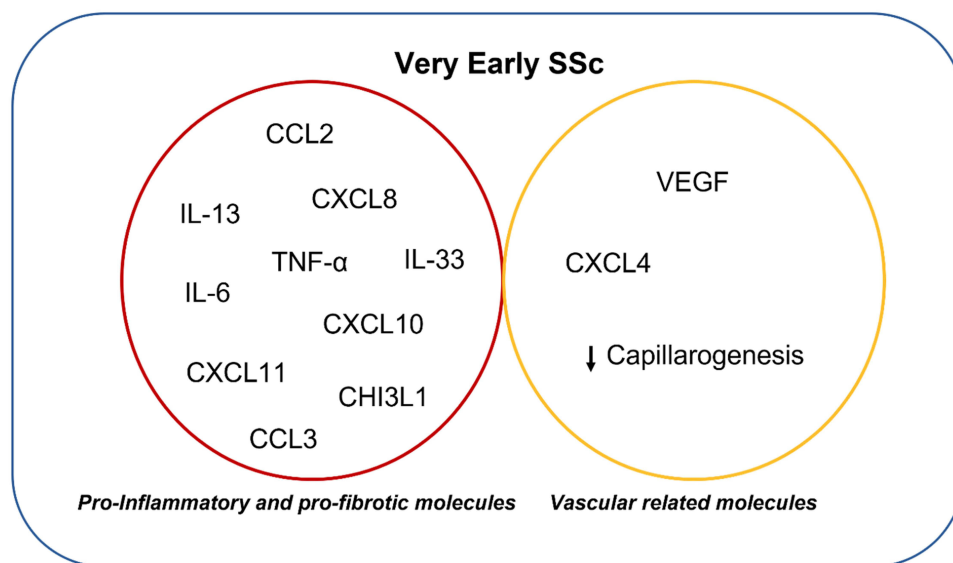 Very Early SSc
CCL2
CXCL8
IL-13
TNF-α
IL-33
IL-6
CXCL10
CXCL11
CHI3L1
CCL3
VEGF
CXCL4
↓ Capillarogenesis
Pro-Inflammatory and pro-fibrotic molecules
Vascular related molecules